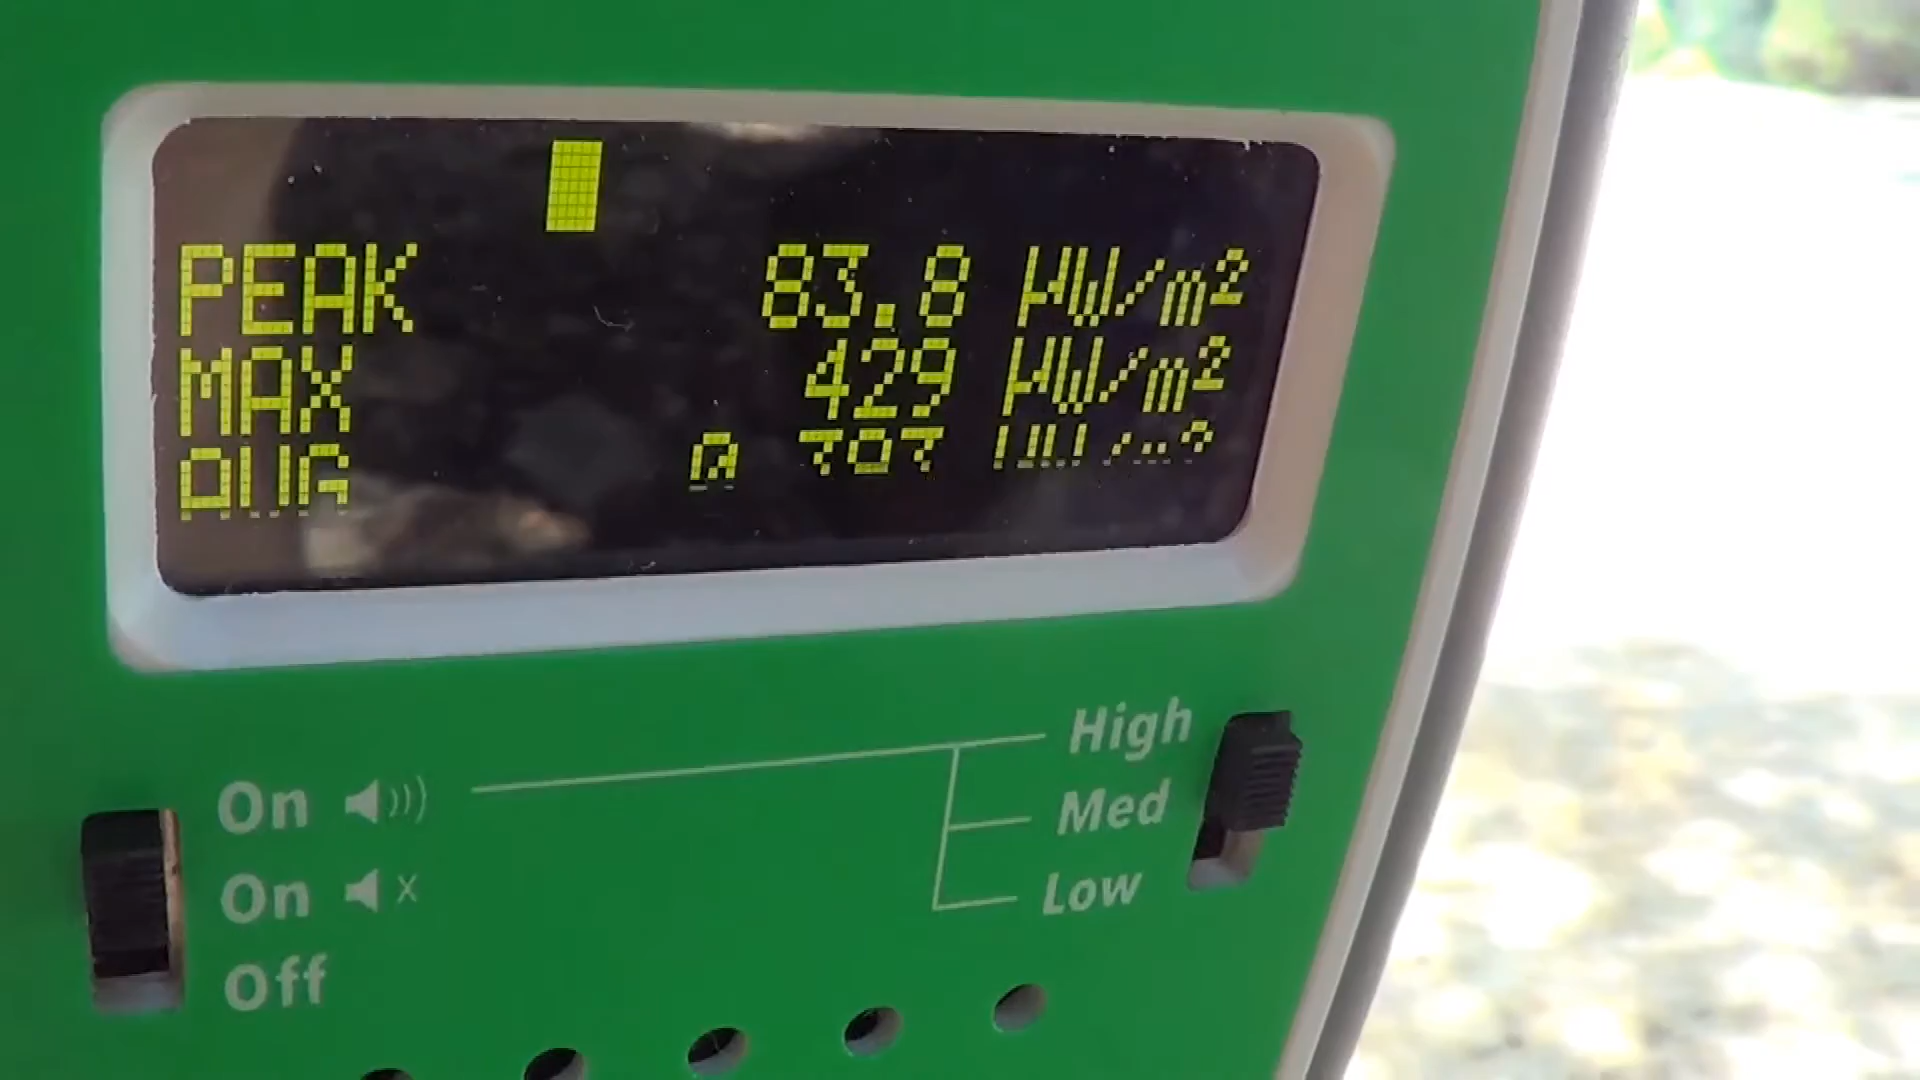 PEAK 83.8 µW/m²
MAX 429 µW/m²
On
On x
Off
High
Med
Low